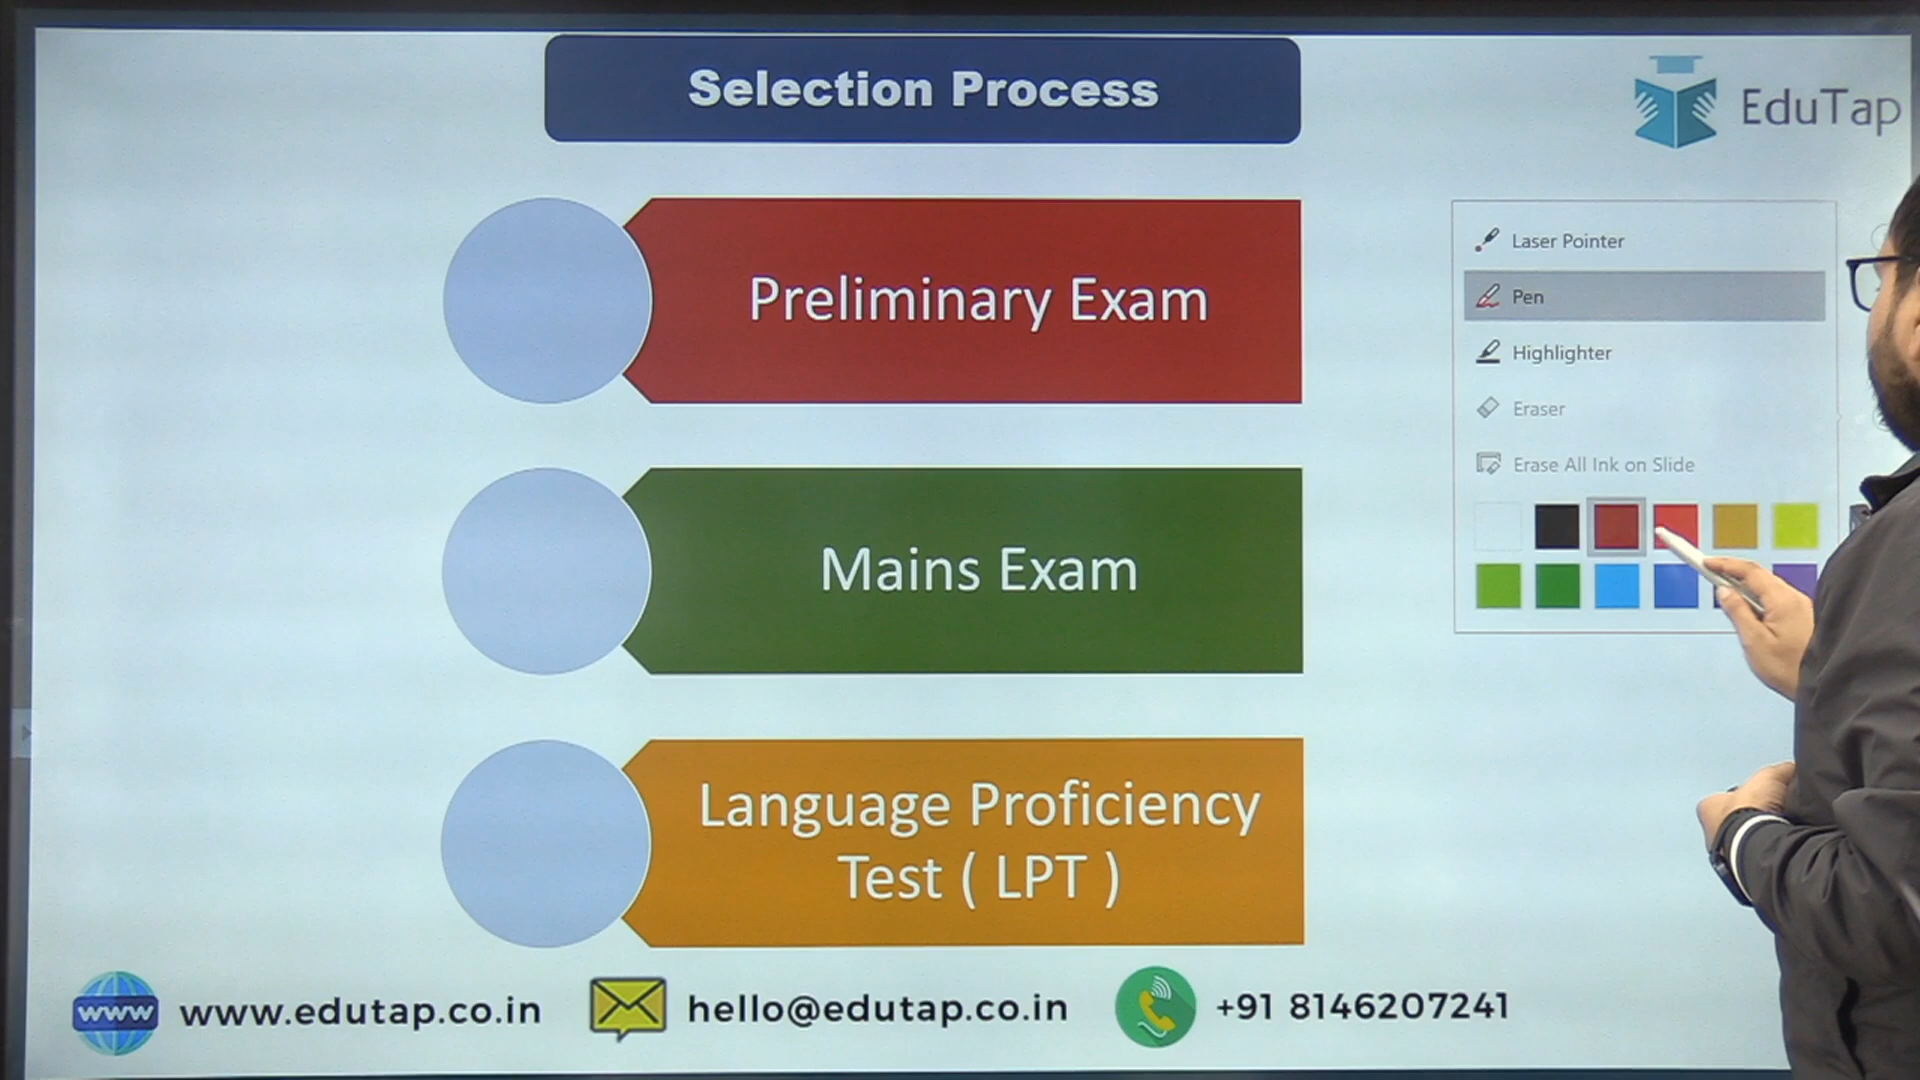 Selection Process
EduTap
Preliminary Exam
Mains Exam
Language Proficiency
Test ( LPT )
Laser Pointer
Pen
Highlighter
Eraser
Erase All Ink on Slide
www
www.edutap.co.in
hello@edutap.co.in
+91 8146207241